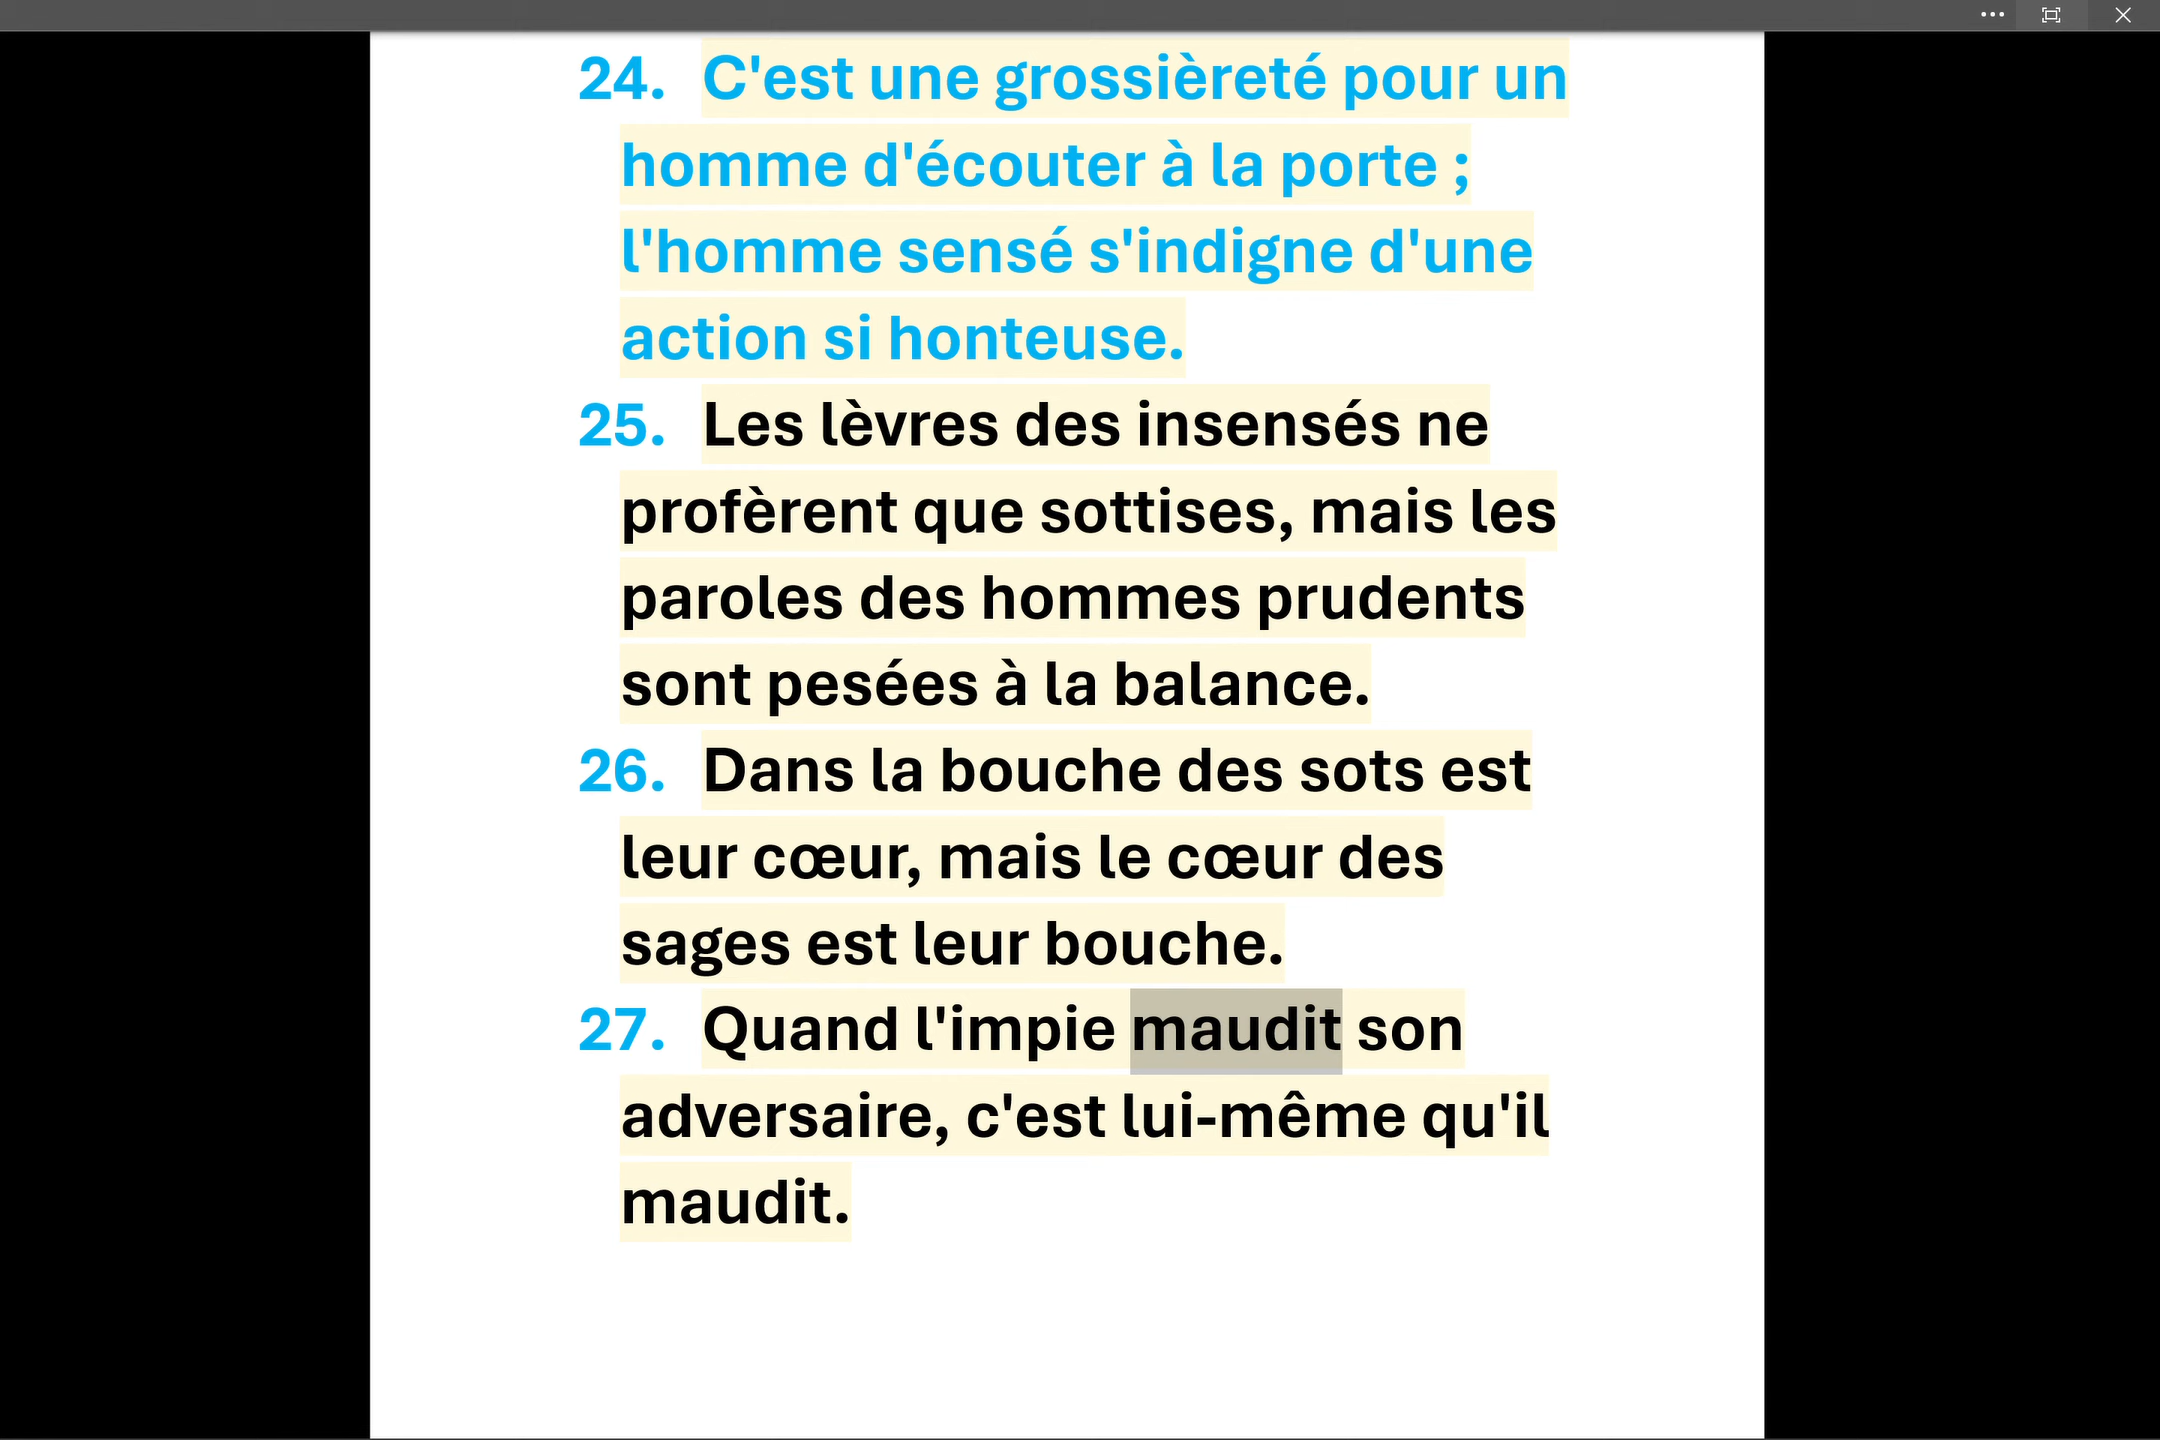 24. C'est une grossièreté pour un
homme d'écouter à la porte ;
l'homme sensé s'indigne d'une
action si honteuse.
25. Les lèvres des insensés ne
profèrent que sottises, mais les
paroles des hommes prudents
sont pesées à la balance.
26. Dans la bouche des sots est
leur cœur, mais le cœur des
sages est leur bouche.
27. Quand l'impie maudit son
adversaire, c'est lui-même qu'il
maudit.